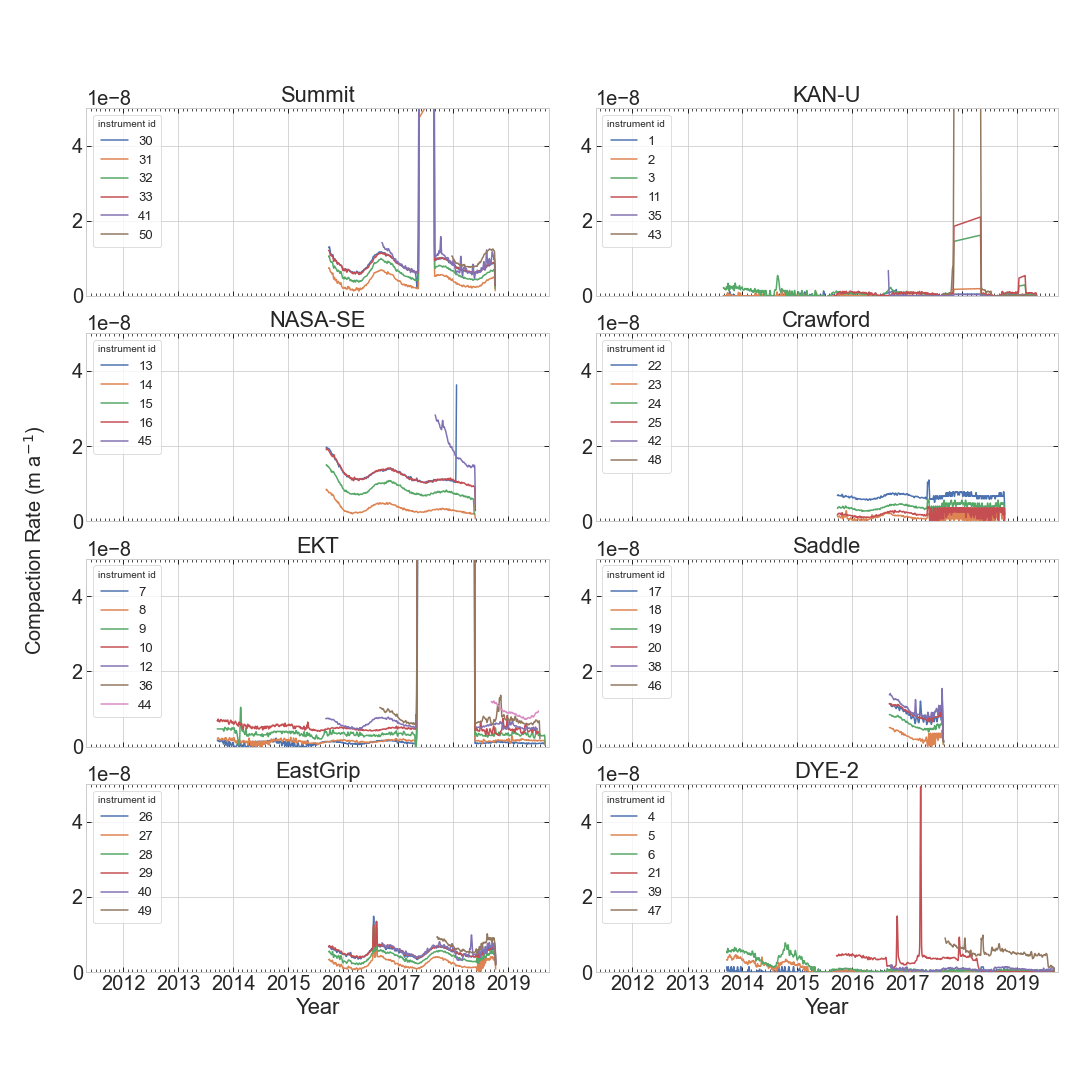 Compaction Rate (m a⁻¹)
Summit
1e−8
4
2
0
instrument id
30
31
32
33
41
50
KAN-U
1e−8
4
2
0
instrument id
1
2
3
11
35
43
NASA-SE
1e−8
4
2
0
instrument id
13
14
15
16
45
Crawford
1e−8
4
2
0
instrument id
22
23
24
25
42
48
EKT
1e−8
4
2
0
instrument id
7
8
9
10
12
36
44
Saddle
1e−8
4
2
0
instrument id
17
18
19
20
38
46
EastGrip
1e−8
4
2
0
instrument id
26
27
28
29
40
49
2012 2013 2014 2015 2016 2017 2018 2019
Year
DYE-2
1e−8
4
2
0
instrument id
4
5
6
21
39
47
2012 2013 2014 2015 2016 2017 2018 2019
Year